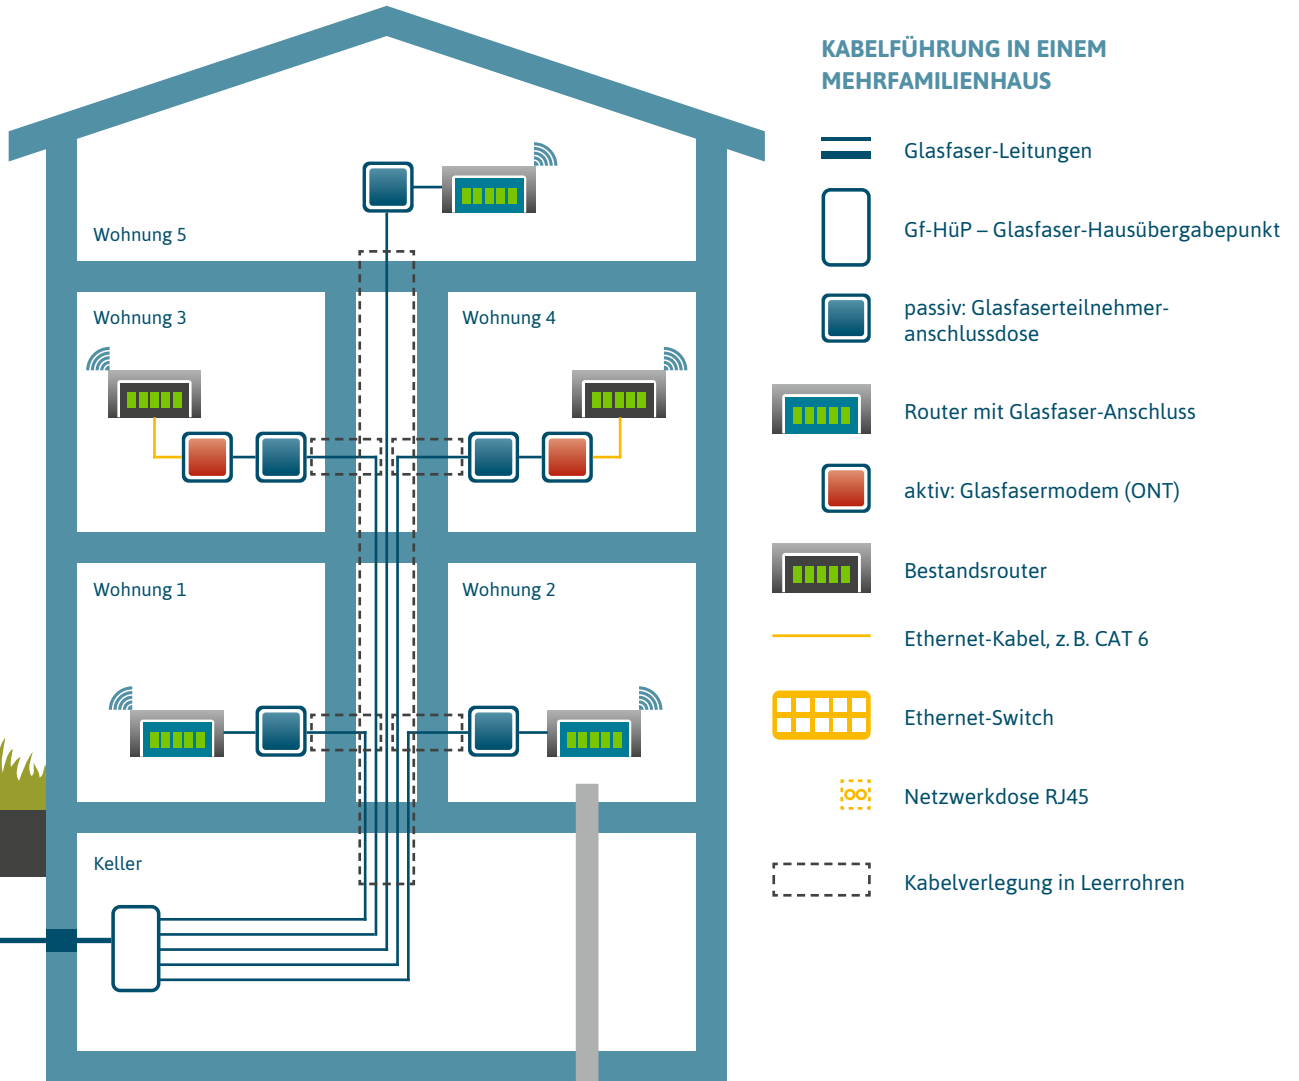 KABELFÜHRUNG IN EINEM
MEHRFAMILIENHAUS
Glasfaser-Leitungen
Gf-HüP – Glasfaser-Hausübergabepunkt
passiv: Glasfaserteilnehmer-
anschlussdose
Router mit Glasfaser-Anschluss
aktiv: Glasfasermodem (ONT)
Bestandsrouter
Ethernet-Kabel, z. B. CAT 6
Ethernet-Switch
Netzwerkdose RJ45
Kabelverlegung in Leerrohren
Wohnung 5
Wohnung 3
Wohnung 4
Wohnung 1
Wohnung 2
Keller